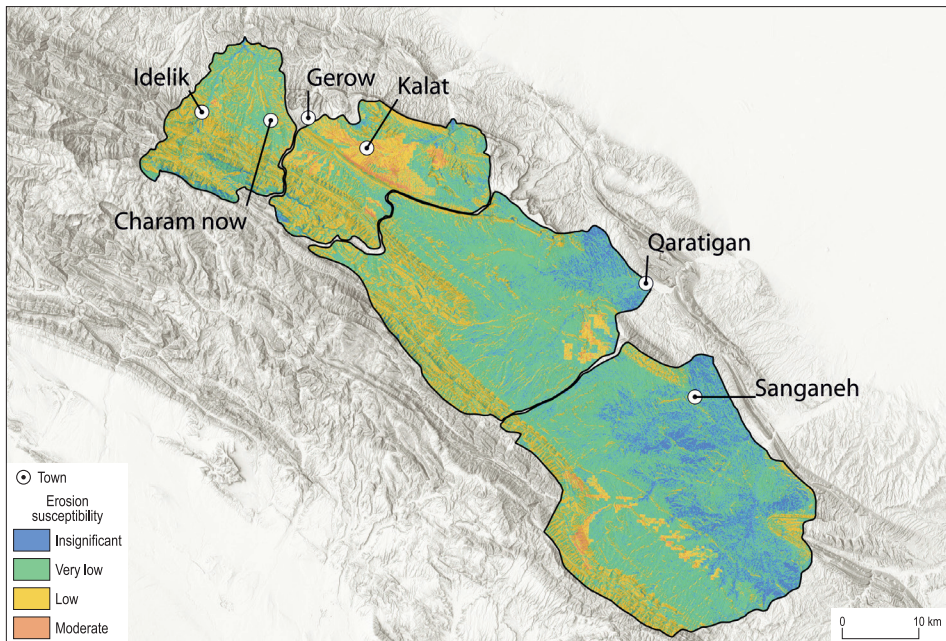 Idelik
Gerow
Kalat
Charam now
Qaratigan
Sanganeh
Town
Erosion
susceptibility
Insignificant
Very low
Low
Moderate
0 10 km